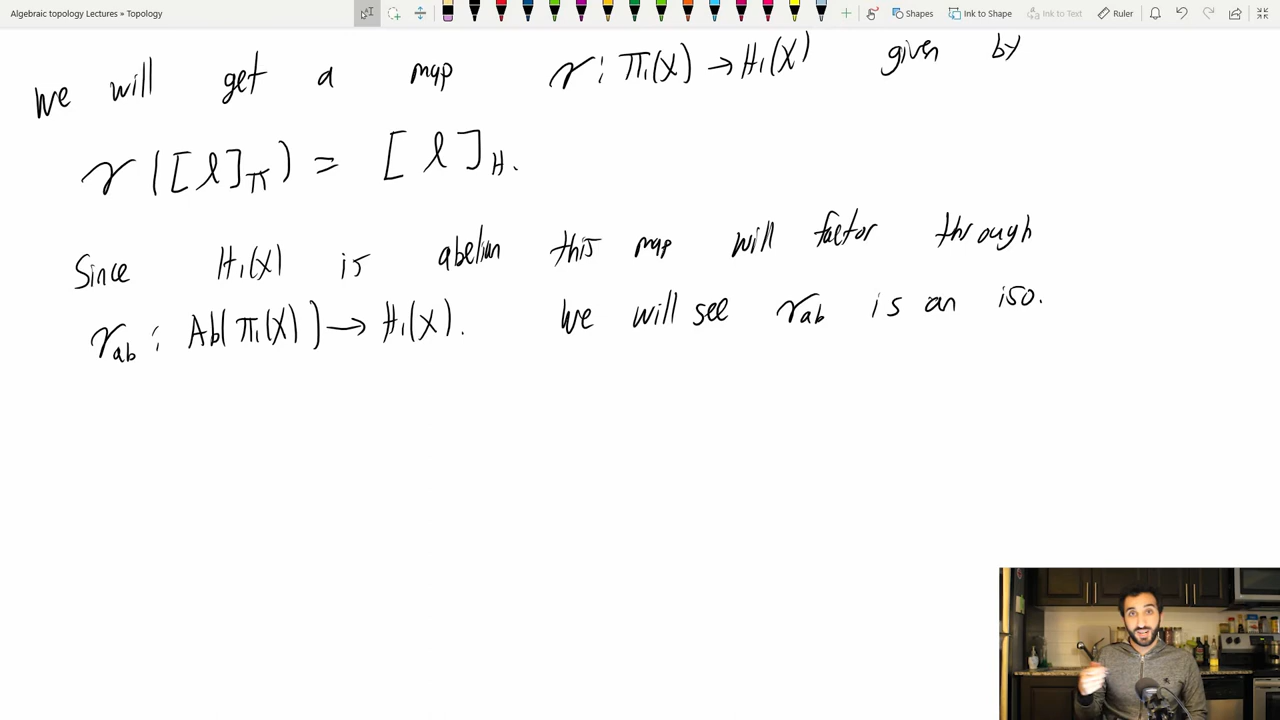 Algebraic topology Lectures » Topology
Shapes
Ink to Shape
Ink to Text
Ruler
we will get a map γ : π₁(X) → H₁(X) given by
γ([l]_π) = [l]_H.
Since H₁(X) is abelian this map will factor through
γ_ab : Ab(π₁(X)) → H₁(X). We will see γ_ab is an iso.